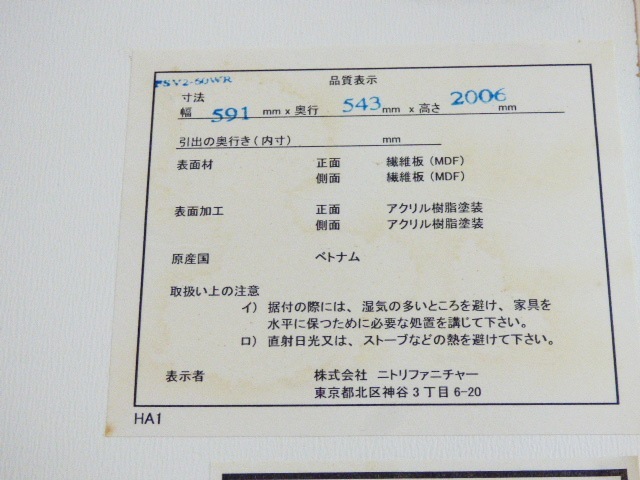 PSV2-60WR 品質表示
寸法
幅 591 mm x 奥行 543 mm x 高さ 2006 mm
引出の奥行き(内寸) mm
表面材 正面 繊維板(MDF)
側面 繊維板(MDF)
表面加工 正面 アクリル樹脂塗装
側面 アクリル樹脂塗装
原産国 ベトナム
取扱い上の注意
イ) 据付の際には、湿気の多いところを避け、家具を
水平に保つために必要な処置を講じて下さい。
ロ) 直射日光又は、ストーブなどの熱を避けて下さい。
表示者 株式会社 ニトリファニチャー
東京都北区神谷3丁目6-20
HA1